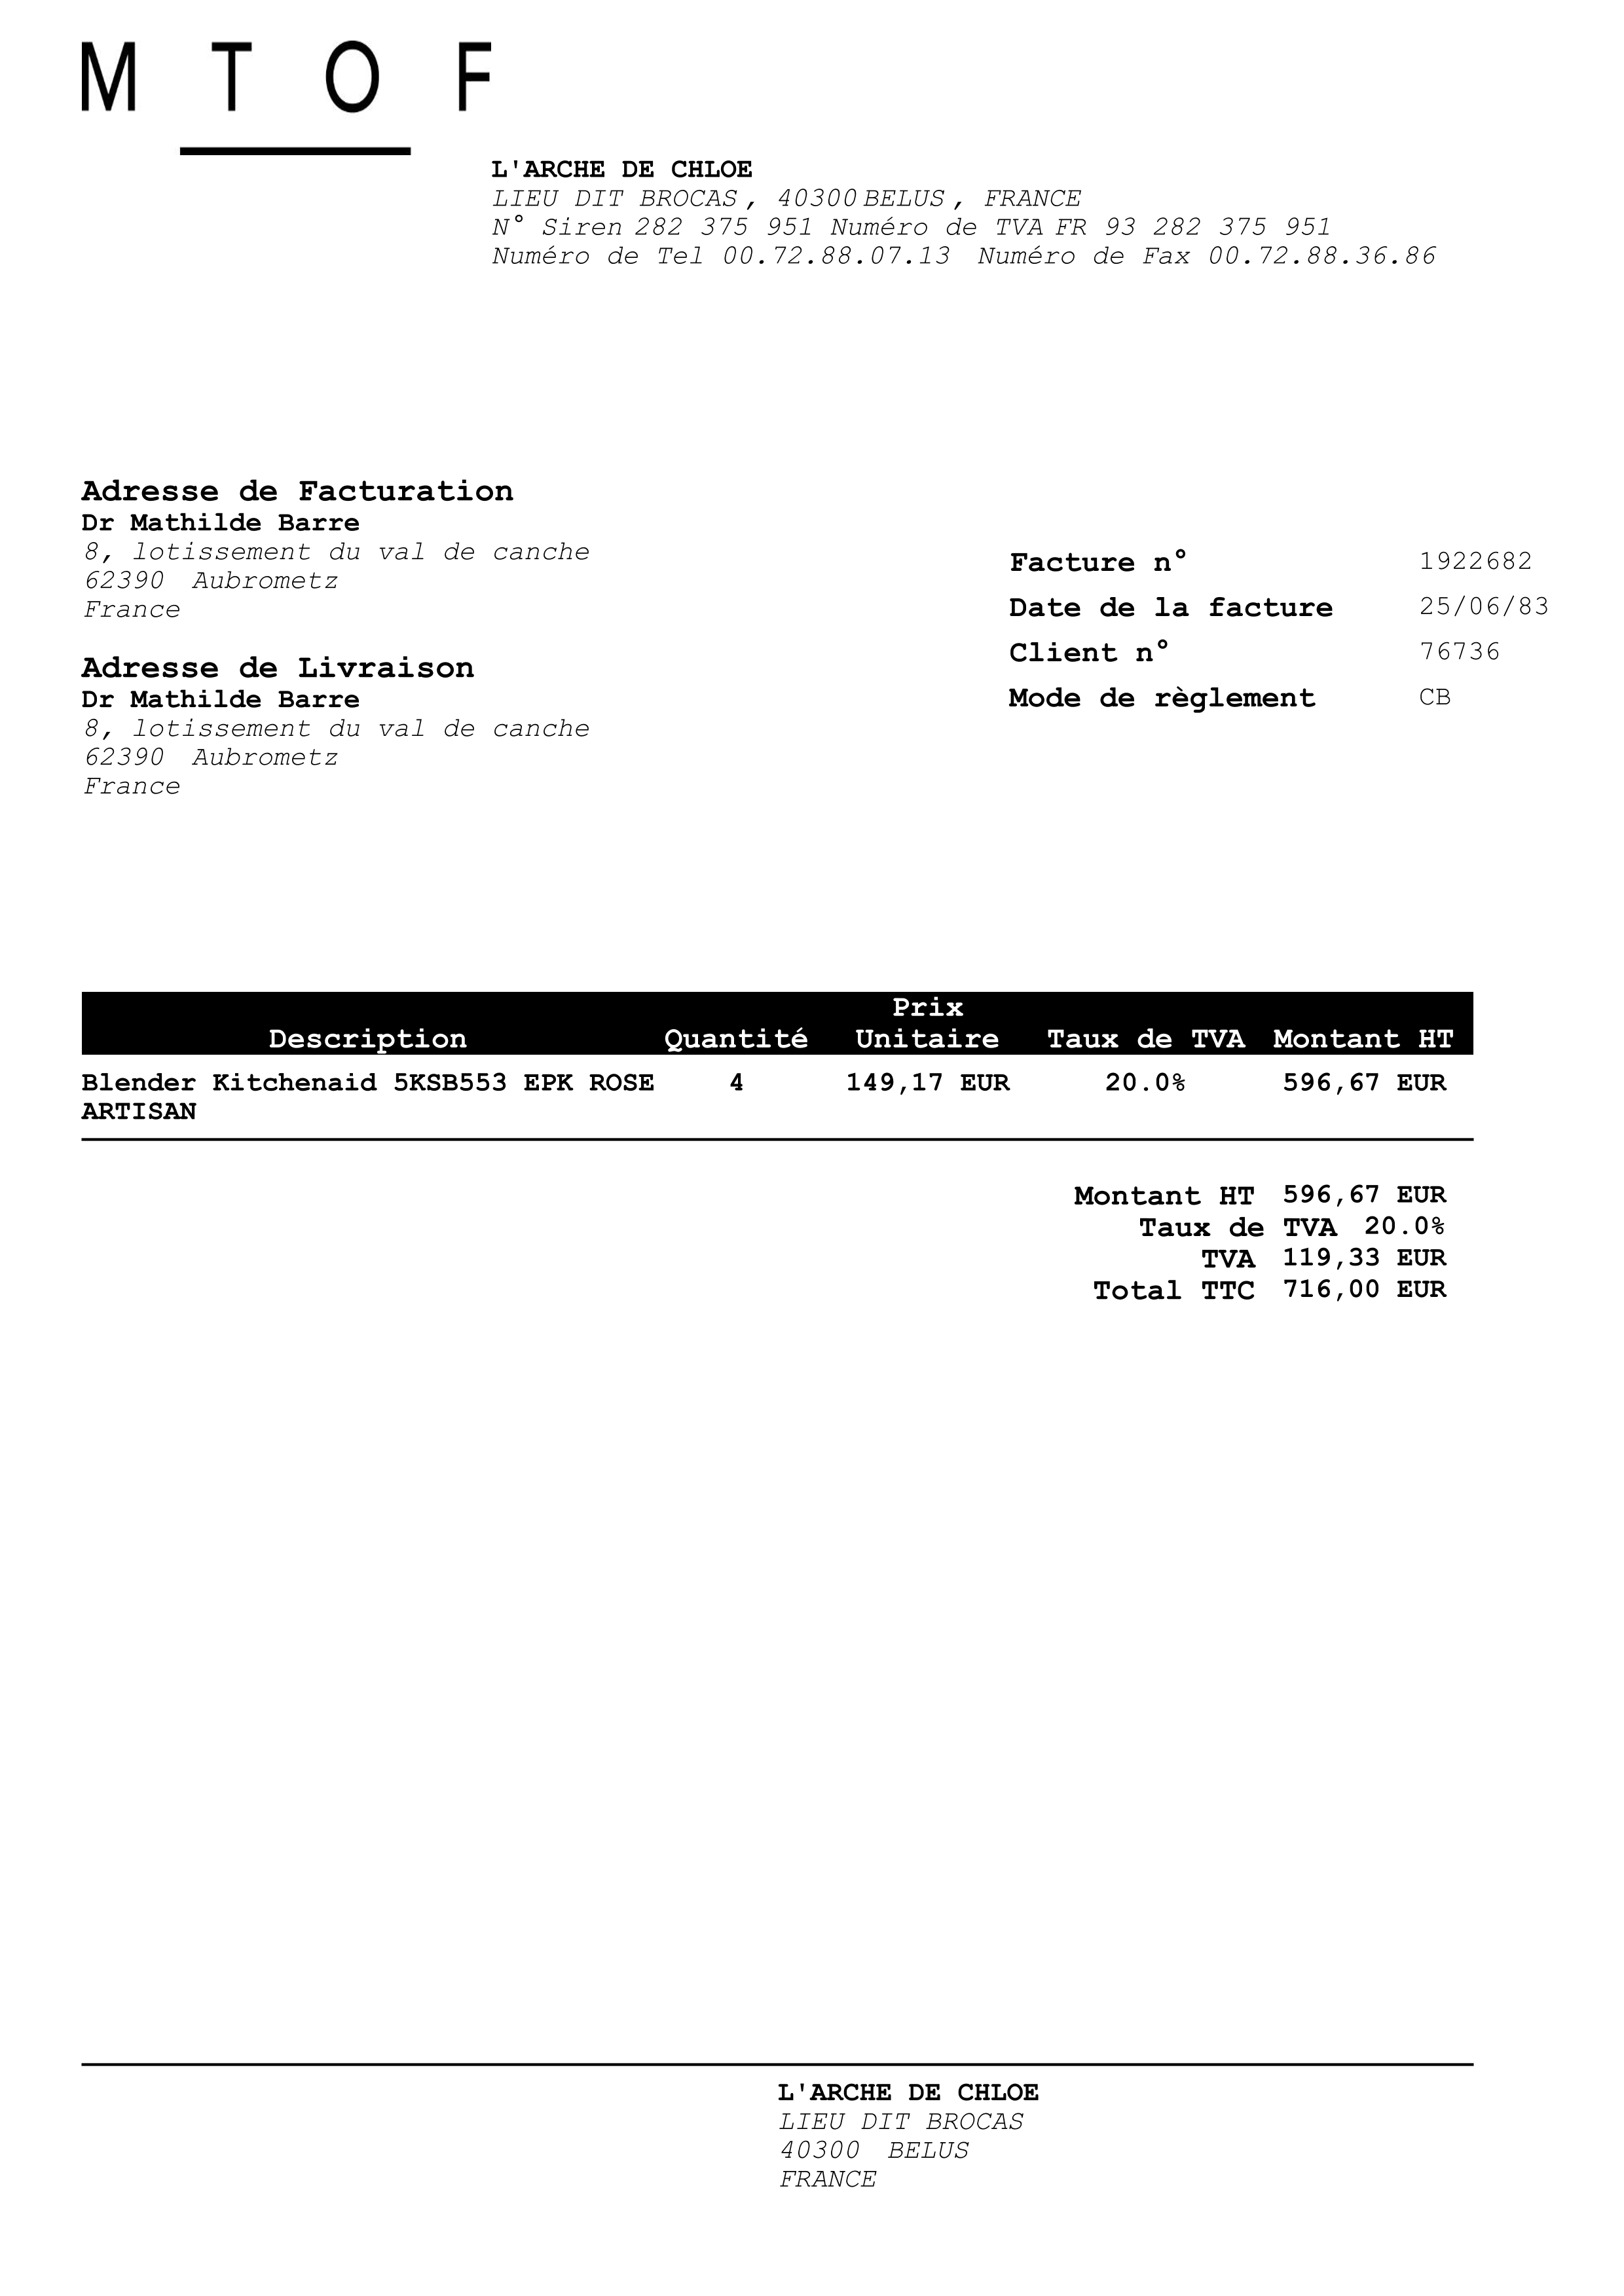 M T O F
L'ARCHE DE CHLOE
LIEU DIT BROCAS, 40300 BELUS, FRANCE
N° Siren 282 375 951 Numéro de TVA FR 93 282 375 951
Numéro de Tel 00.72.88.07.13 Numéro de Fax 00.72.88.36.86
Adresse de Facturation
Dr Mathilde Barre
8, lotissement du val de canche
62390 Aubrometz
France
Facture n° 1922682
Date de la facture 25/06/83
Client n° 76736
Mode de règlement CB
Adresse de Livraison
Dr Mathilde Barre
8, lotissement du val de canche
62390 Aubrometz
France
Prix
Description Quantité Unitaire Taux de TVA Montant HT
Blender Kitchenaid 5KSB553 EPK ROSE 4 149,17 EUR 20.0% 596,67 EUR
ARTISAN
Montant HT 596,67 EUR
Taux de TVA 20.0%
TVA 119,33 EUR
Total TTC 716,00 EUR
L'ARCHE DE CHLOE
LIEU DIT BROCAS
40300 BELUS
FRANCE